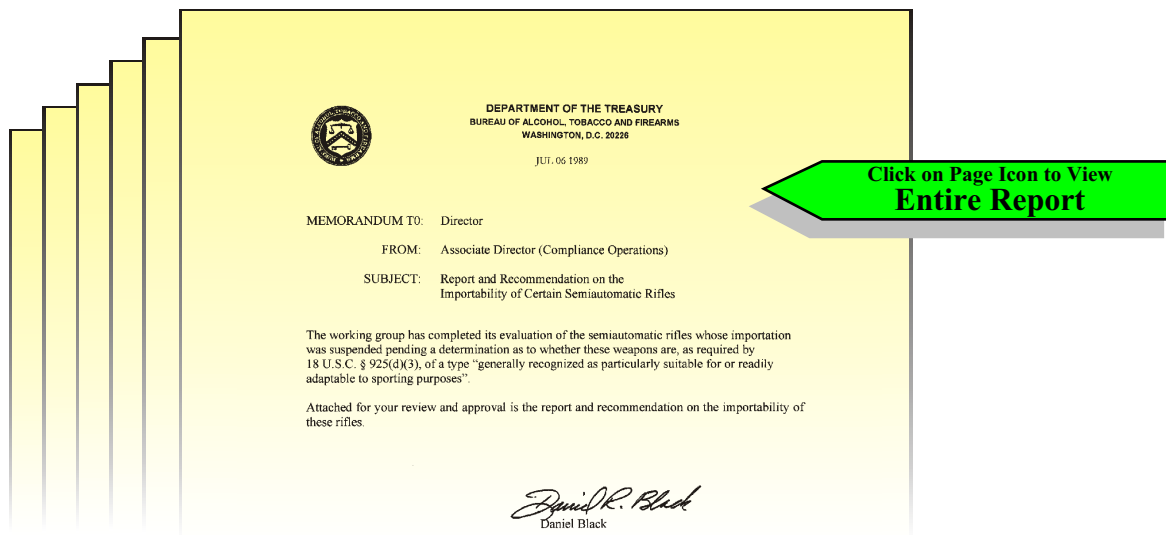 DEPARTMENT OF THE TREASURY
BUREAU OF ALCOHOL, TOBACCO AND FIREARMS
WASHINGTON, D.C. 20226
JUL 06 1989
Click on Page Icon to View
Entire Report
MEMORANDUM T0: Director
FROM: Associate Director (Compliance Operations)
SUBJECT: Report and Recommendation on the
Importability of Certain Semiautomatic Rifles
The working group has completed its evaluation of the semiautomatic rifles whose importation
was suspended pending a determination as to whether these weapons are, as required by
18 U.S.C. § 925(d)(3), of a type “generally recognized as particularly suitable for or readily
adaptable to sporting purposes”.
Attached for your review and approval is the report and recommendation on the importability of
these rifles.
Daniel R. Black
Daniel Black